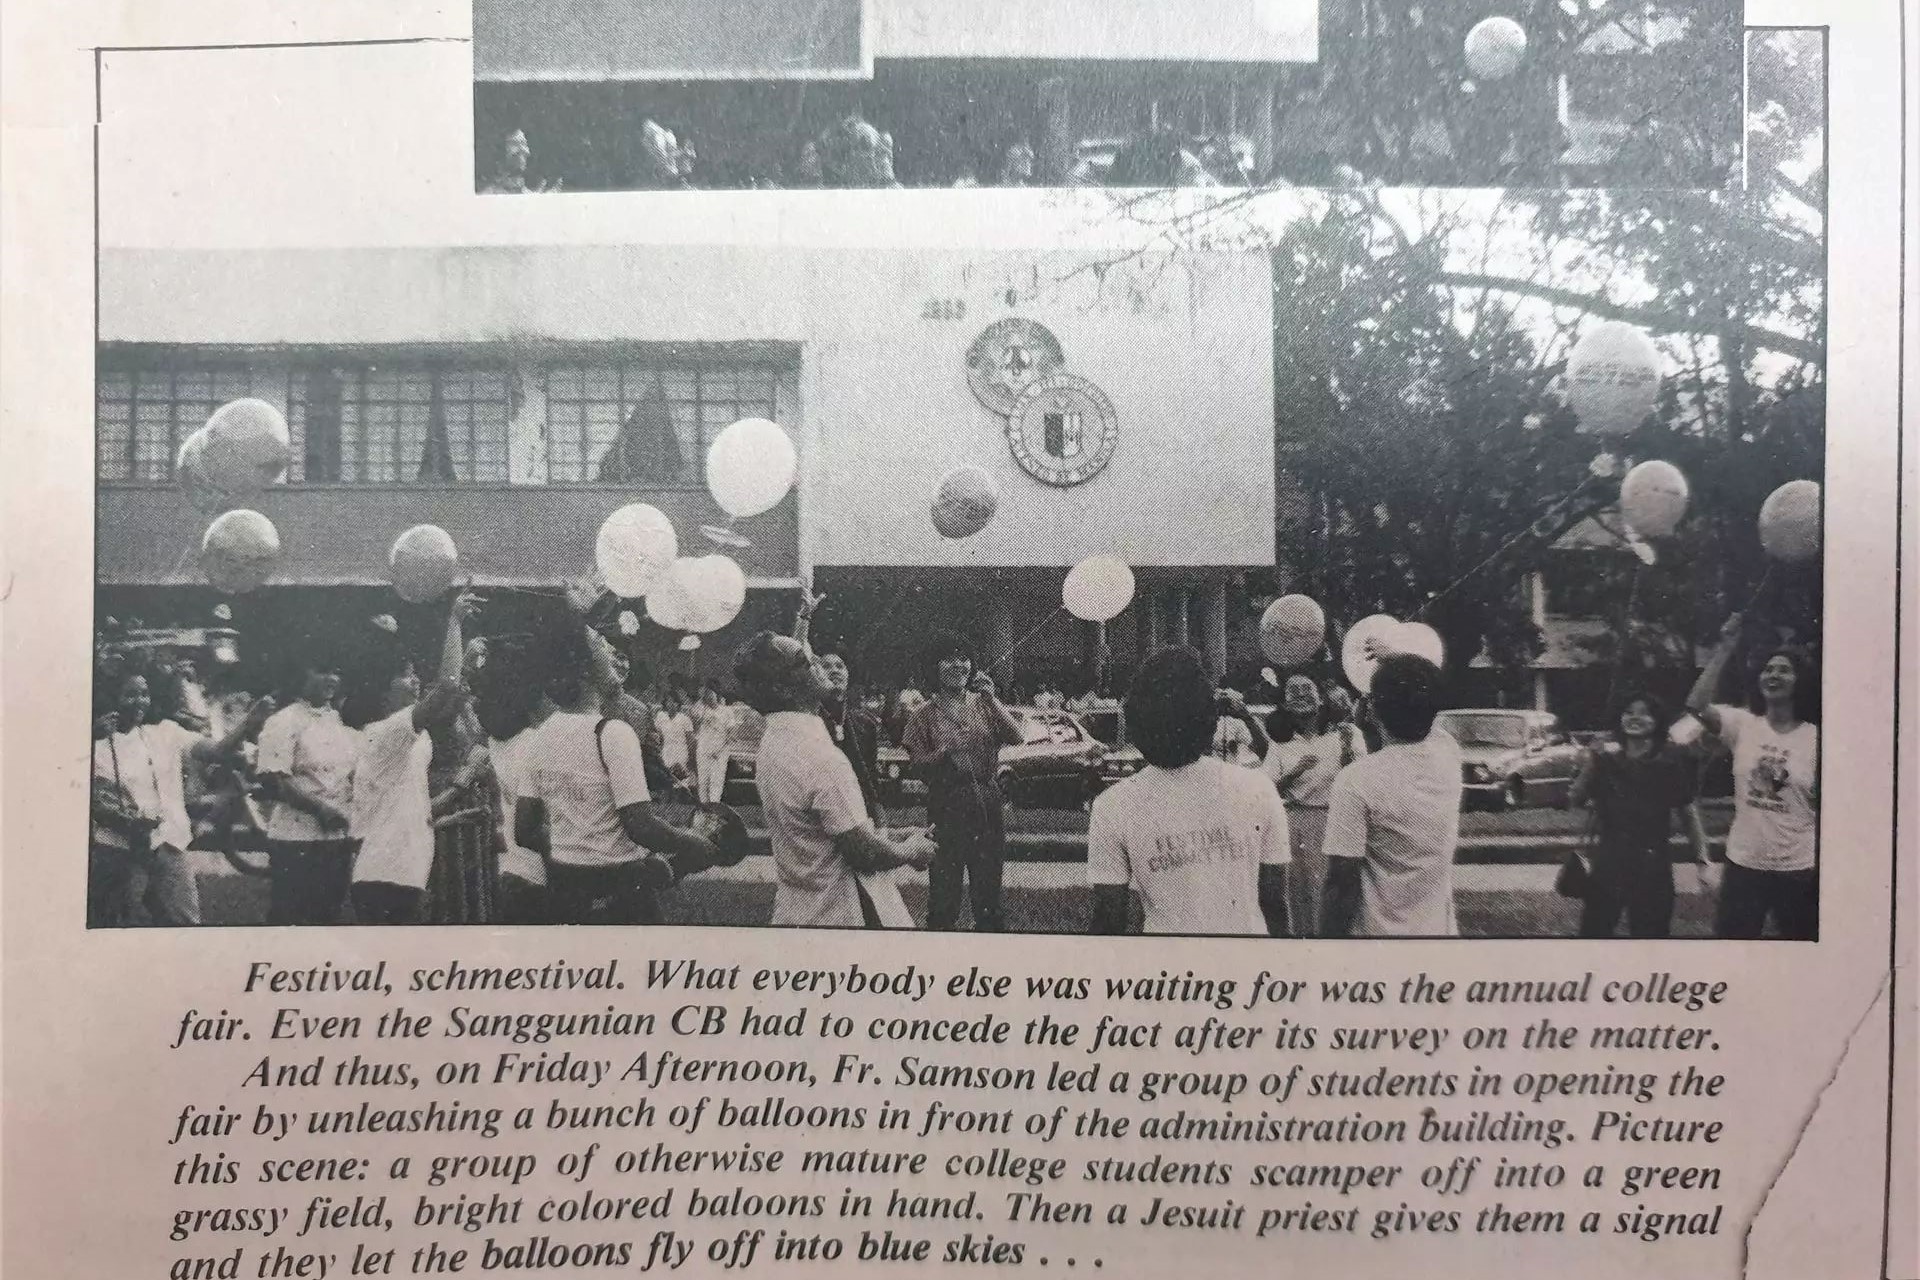 FESTIVAL
COMMITTEE
Festival, schmestival. What everybody else was waiting for was the annual college
fair. Even the Sanggunian CB had to concede the fact after its survey on the matter.
And thus, on Friday Afternoon, Fr. Samson led a group of students in opening the
fair by unleashing a bunch of balloons in front of the administration building. Picture
this scene: a group of otherwise mature college students scamper off into a green
grassy field, bright colored baloons in hand. Then a Jesuit priest gives them a signal
and they let the balloons fly off into blue skies . . .